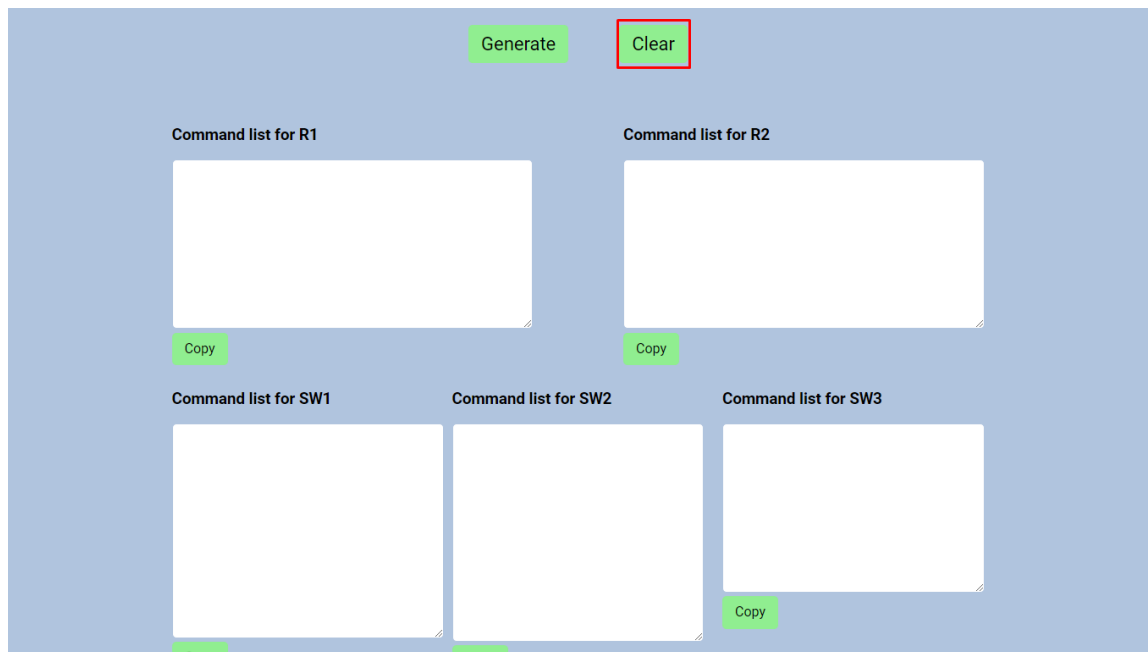 Generate
Clear
Command list for R1
Command list for R2
Copy
Copy
Command list for SW1
Command list for SW2
Command list for SW3
Copy